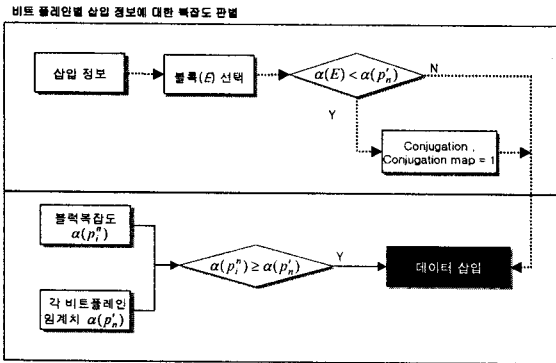 비트 플레인별 삽입 정보에 대한 복잡도 판별
삽입 정보
블록(E) 선택
α(E) < α(p'ₙ)
N
Y
Conjugation ,
Conjugation map = 1
블럭복잡도
α(pᵢⁿ)
α(pᵢⁿ) ≥ α(p'ₙ)
Y
데이터 삽입
각 비트플레인
임계치 α(p'ₙ)